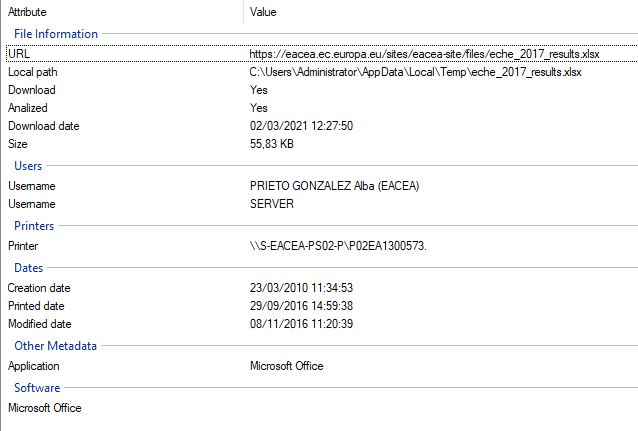 Attribute Value
File Information
URL https://eacea.ec.europa.eu/sites/eacea-site/files/eche_2017_results.xlsx
Local path C:\Users\Administrator\AppData\Local\Temp\eche_2017_results.xlsx
Download Yes
Analized Yes
Download date 02/03/2021 12:27:50
Size 55,83 KB
Users
Username PRIETO GONZALEZ Alba (EACEA)
Username SERVER
Printers
Printer \\S-EACEA-PS02-P\P02EA1300573.
Dates
Creation date 23/03/2010 11:34:53
Printed date 29/09/2016 14:59:38
Modified date 08/11/2016 11:20:39
Other Metadata
Application Microsoft Office
Software
Microsoft Office